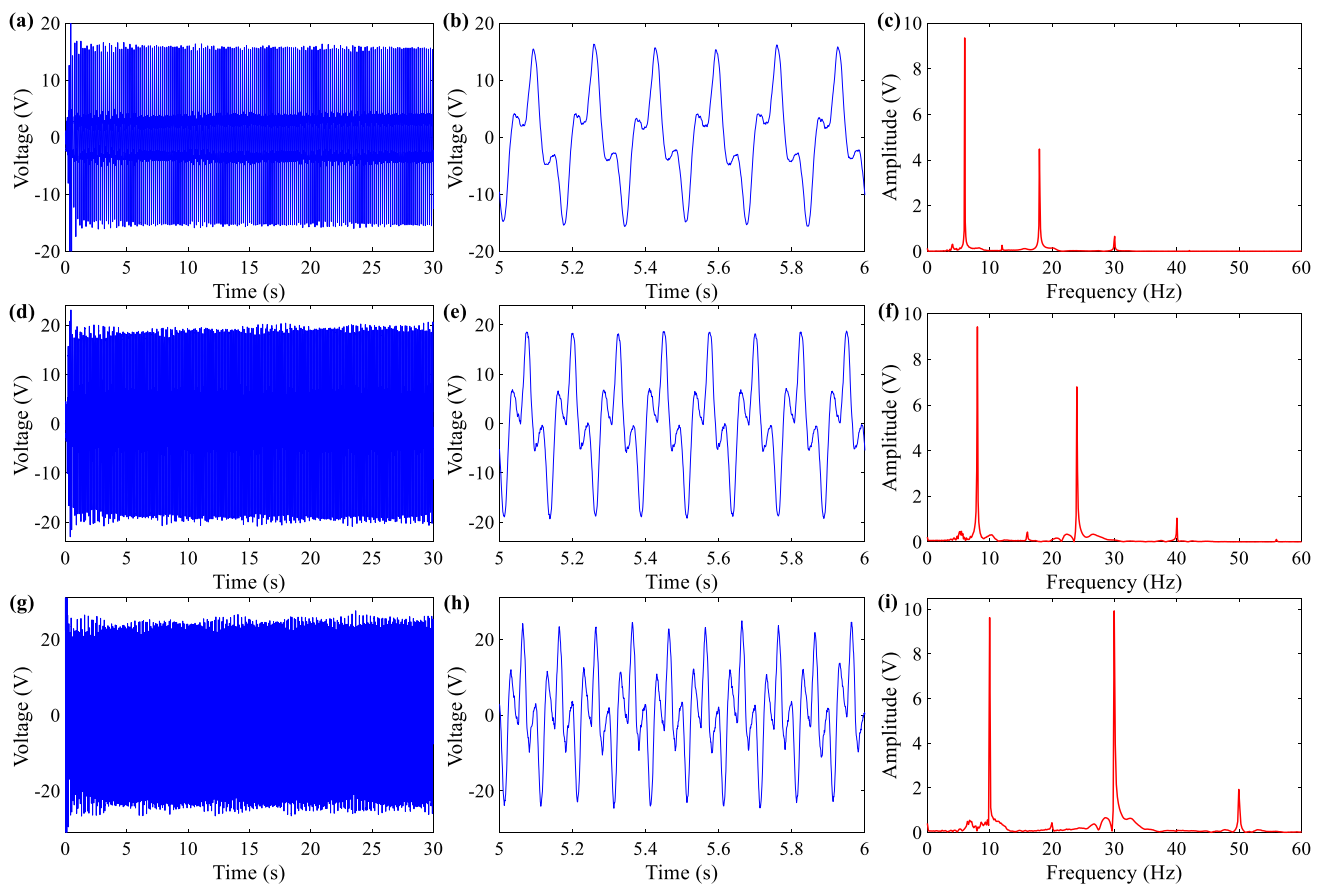 (a)
20
10
0
-10
-20
Voltage (V)
0 5 10 15 20 25 30
Time (s)
(b)
20
10
0
-10
-20
Voltage (V)
5 5.2 5.4 5.6 5.8 6
Time (s)
(c)
10
8
6
4
2
0
Amplitude (V)
0 10 20 30 40 50 60
Frequency (Hz)
(d)
20
10
0
-10
-20
Voltage (V)
0 5 10 15 20 25 30
Time (s)
(e)
20
10
0
-10
-20
Voltage (V)
5 5.2 5.4 5.6 5.8 6
Time (s)
(f)
10
8
6
4
2
0
Amplitude (V)
0 10 20 30 40 50 60
Frequency (Hz)
(g)
20
0
-20
Voltage (V)
0 5 10 15 20 25 30
Time (s)
(h)
20
0
-20
Voltage (V)
5 5.2 5.4 5.6 5.8 6
Time (s)
(i)
10
8
6
4
2
0
Amplitude (V)
0 10 20 30 40 50 60
Frequency (Hz)